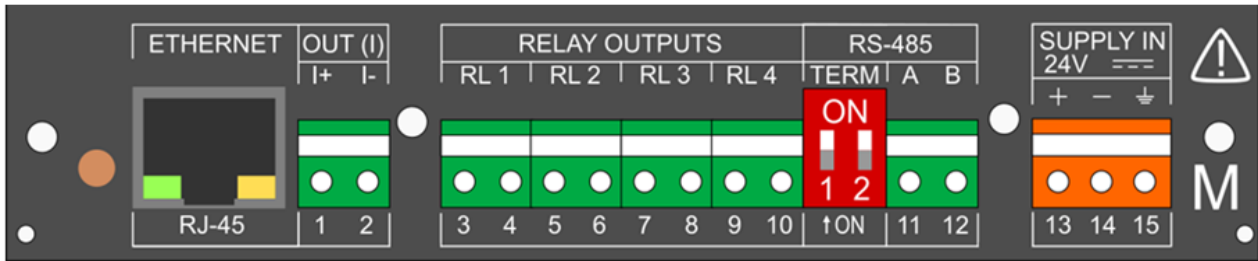 ETHERNET OUT (I) RELAY OUTPUTS RS-485 SUPPLY IN
24V
I+ I- RL 1 RL 2 RL 3 RL 4 TERM A B
+ −
ON
1 2
M
RJ-45 1 2 3 4 5 6 7 8 9 10 ↑ON 11 12 13 14 15